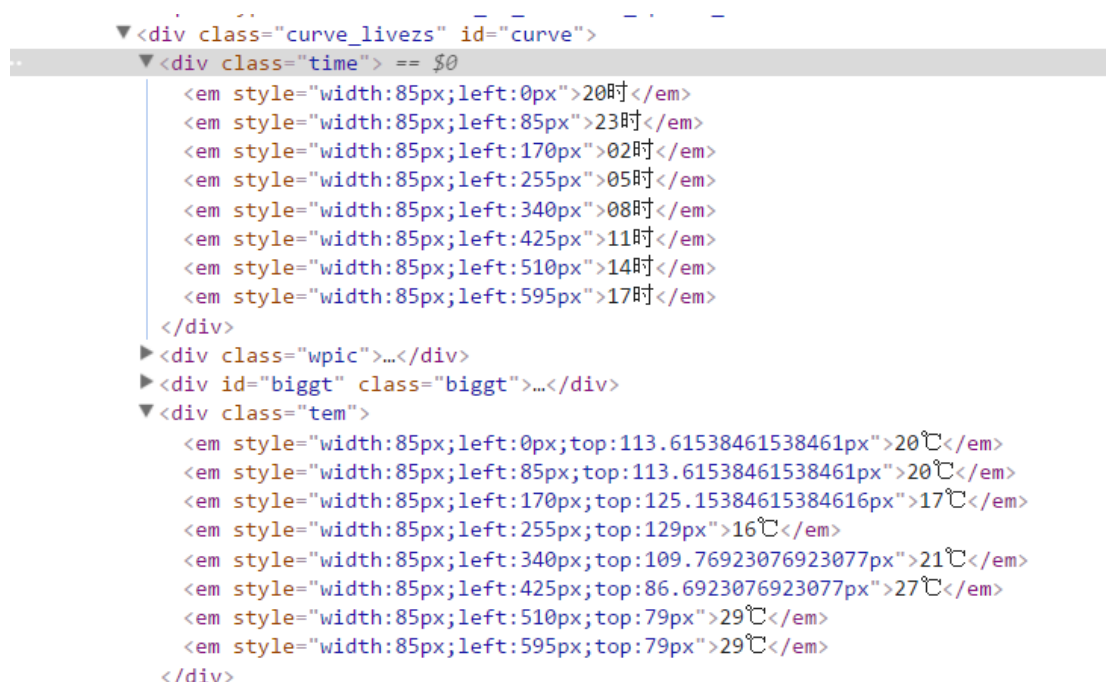 ▼<div class="curve_livezs" id="curve">
▼<div class="time"> == $0
<em style="width:85px;left:0px">20时</em>
<em style="width:85px;left:85px">23时</em>
<em style="width:85px;left:170px">02时</em>
<em style="width:85px;left:255px">05时</em>
<em style="width:85px;left:340px">08时</em>
<em style="width:85px;left:425px">11时</em>
<em style="width:85px;left:510px">14时</em>
<em style="width:85px;left:595px">17时</em>
</div>
▶<div class="wpic">…</div>
▶<div id="biggt" class="biggt">…</div>
▼<div class="tem">
<em style="width:85px;left:0px;top:113.61538461538461px">20℃</em>
<em style="width:85px;left:85px;top:113.61538461538461px">20℃</em>
<em style="width:85px;left:170px;top:125.15384615384616px">17℃</em>
<em style="width:85px;left:255px;top:129px">16℃</em>
<em style="width:85px;left:340px;top:109.76923076923077px">21℃</em>
<em style="width:85px;left:425px;top:86.6923076923077px">27℃</em>
<em style="width:85px;left:510px;top:79px">29℃</em>
<em style="width:85px;left:595px;top:79px">29℃</em>
</div>